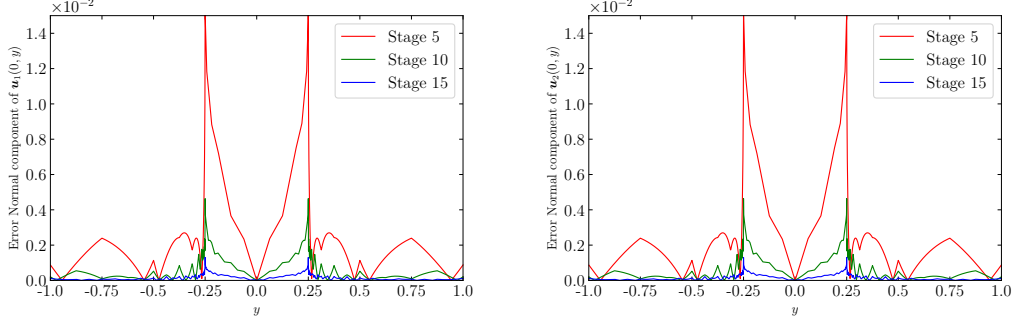 ×10⁻²
Error Normal component of u₁(0, y)
1.4
1.2
1.0
0.8
0.6
0.4
0.2
0.0
-1.0 -0.75 -0.5 -0.25 0.0 0.25 0.5 0.75 1.0
y
Stage 5
Stage 10
Stage 15
×10⁻²
Error Normal component of u₂(0, y)
1.4
1.2
1.0
0.8
0.6
0.4
0.2
0.0
-1.0 -0.75 -0.5 -0.25 0.0 0.25 0.5 0.75 1.0
y
Stage 5
Stage 10
Stage 15